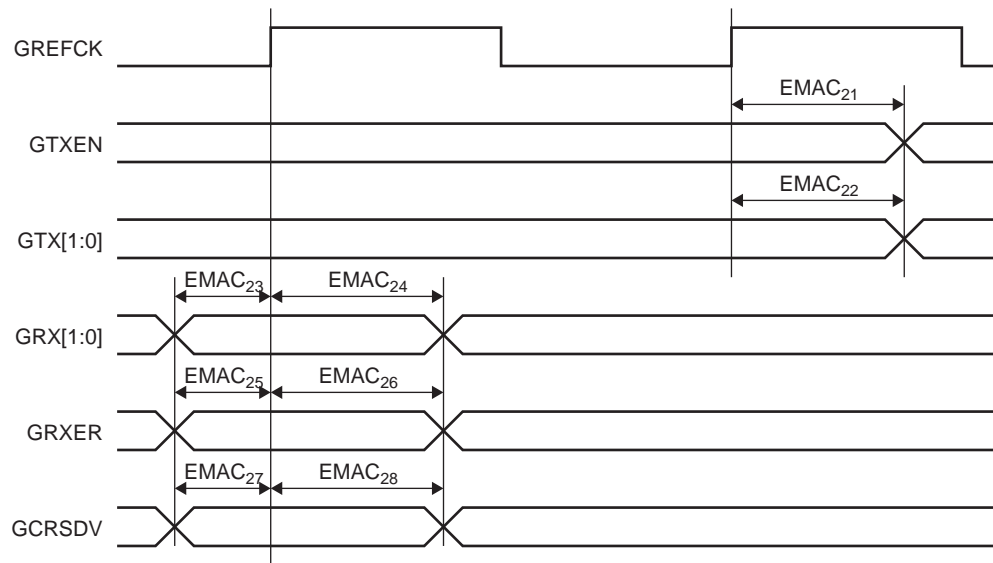 GREFCK
EMAC21
GTXEN
EMAC22
GTX[1:0]
EMAC23 EMAC24
GRX[1:0]
EMAC25 EMAC26
GRXER
EMAC27 EMAC28
GCRSDV